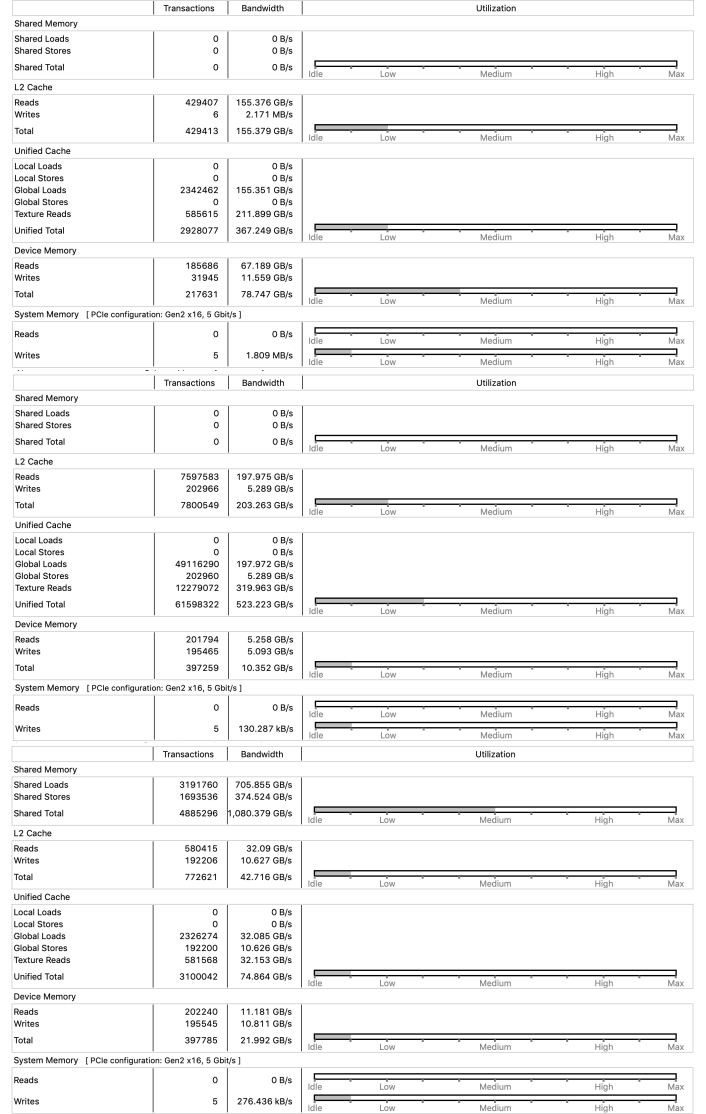 Transactions Bandwidth Utilization
Shared Memory
Shared Loads 0 0 B/s
Shared Stores 0 0 B/s
Shared Total 0 0 B/s
Idle Low Medium High Max
L2 Cache
Reads 429407 155.376 GB/s
Writes 6 2.171 MB/s
Total 429413 155.379 GB/s
Idle Low Medium High Max
Unified Cache
Local Loads 0 0 B/s
Local Stores 0 0 B/s
Global Loads 2342462 155.351 GB/s
Global Stores 0 0 B/s
Texture Reads 585615 211.899 GB/s
Unified Total 2928077 367.249 GB/s
Idle Low Medium High Max
Device Memory
Reads 185686 67.189 GB/s
Writes 31945 11.559 GB/s
Total 217631 78.747 GB/s
Idle Low Medium High Max
System Memory [ PCIe configuration: Gen2 x16, 5 Gbit/s ]
Reads 0 0 B/s
Idle Low Medium High Max
Writes 5 1.809 MB/s
Idle Low Medium High Max
Transactions Bandwidth Utilization
Shared Memory
Shared Loads 0 0 B/s
Shared Stores 0 0 B/s
Shared Total 0 0 B/s
Idle Low Medium High Max
L2 Cache
Reads 7597583 197.975 GB/s
Writes 202966 5.289 GB/s
Total 7800549 203.263 GB/s
Idle Low Medium High Max
Unified Cache
Local Loads 0 0 B/s
Local Stores 0 0 B/s
Global Loads 49116290 197.972 GB/s
Global Stores 202960 5.289 GB/s
Texture Reads 12279072 319.963 GB/s
Unified Total 61598322 523.223 GB/s
Idle Low Medium High Max
Device Memory
Reads 201794 5.258 GB/s
Writes 195465 5.093 GB/s
Total 397259 10.352 GB/s
Idle Low Medium High Max
System Memory [ PCIe configuration: Gen2 x16, 5 Gbit/s ]
Reads 0 0 B/s
Idle Low Medium High Max
Writes 5 130.287 kB/s
Idle Low Medium High Max
Transactions Bandwidth Utilization
Shared Memory
Shared Loads 3191760 705.855 GB/s
Shared Stores 1693536 374.524 GB/s
Shared Total 4885296 1,080.379 GB/s
Idle Low Medium High Max
L2 Cache
Reads 580415 32.09 GB/s
Writes 192206 10.627 GB/s
Total 772621 42.716 GB/s
Idle Low Medium High Max
Unified Cache
Local Loads 0 0 B/s
Local Stores 0 0 B/s
Global Loads 2326274 32.085 GB/s
Global Stores 192200 10.626 GB/s
Texture Reads 581568 32.153 GB/s
Unified Total 3100042 74.864 GB/s
Idle Low Medium High Max
Device Memory
Reads 202240 11.181 GB/s
Writes 195545 10.811 GB/s
Total 397785 21.992 GB/s
Idle Low Medium High Max
System Memory [ PCIe configuration: Gen2 x16, 5 Gbit/s ]
Reads 0 0 B/s
Idle Low Medium High Max
Writes 5 276.436 kB/s
Idle Low Medium High Max